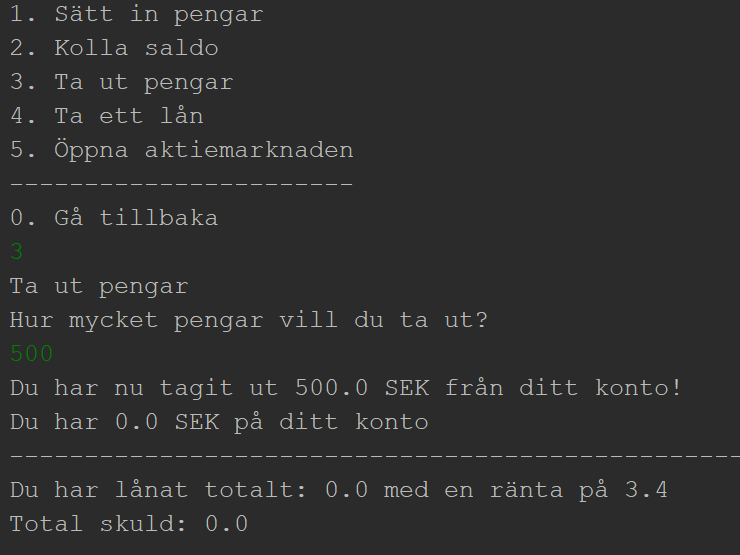 1. Sätt in pengar
2. Kolla saldo
3. Ta ut pengar
4. Ta ett lån
5. Öppna aktiemarknaden
-----------------------
0. Gå tillbaka
3
Ta ut pengar
Hur mycket pengar vill du ta ut?
500
Du har nu tagit ut 500.0 SEK från ditt konto!
Du har 0.0 SEK på ditt konto
-------------------------------------------------
Du har lånat totalt: 0.0 med en ränta på 3.4
Total skuld: 0.0